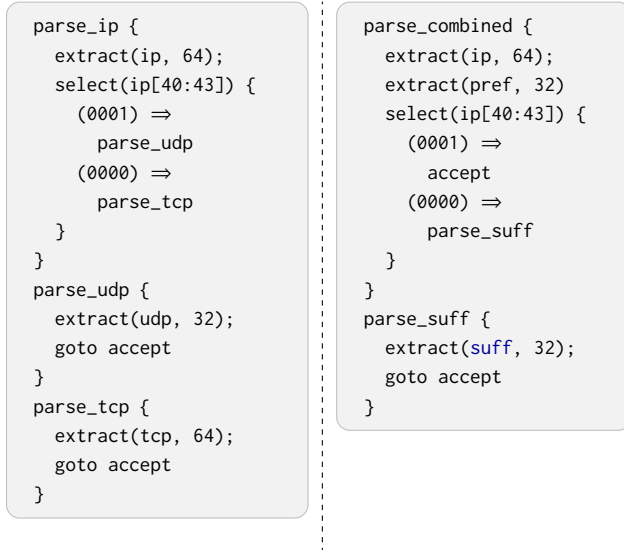 parse_ip {
extract(ip, 64);
select(ip[40:43]) {
(0001) ⇒
parse_udp
(0000) ⇒
parse_tcp
}
}
parse_udp {
extract(udp, 32);
goto accept
}
parse_tcp {
extract(tcp, 64);
goto accept
}
parse_combined {
extract(ip, 64);
extract(pref, 32)
select(ip[40:43]) {
(0001) ⇒
accept
(0000) ⇒
parse_suff
}
}
parse_suff {
extract(suff, 32);
goto accept
}